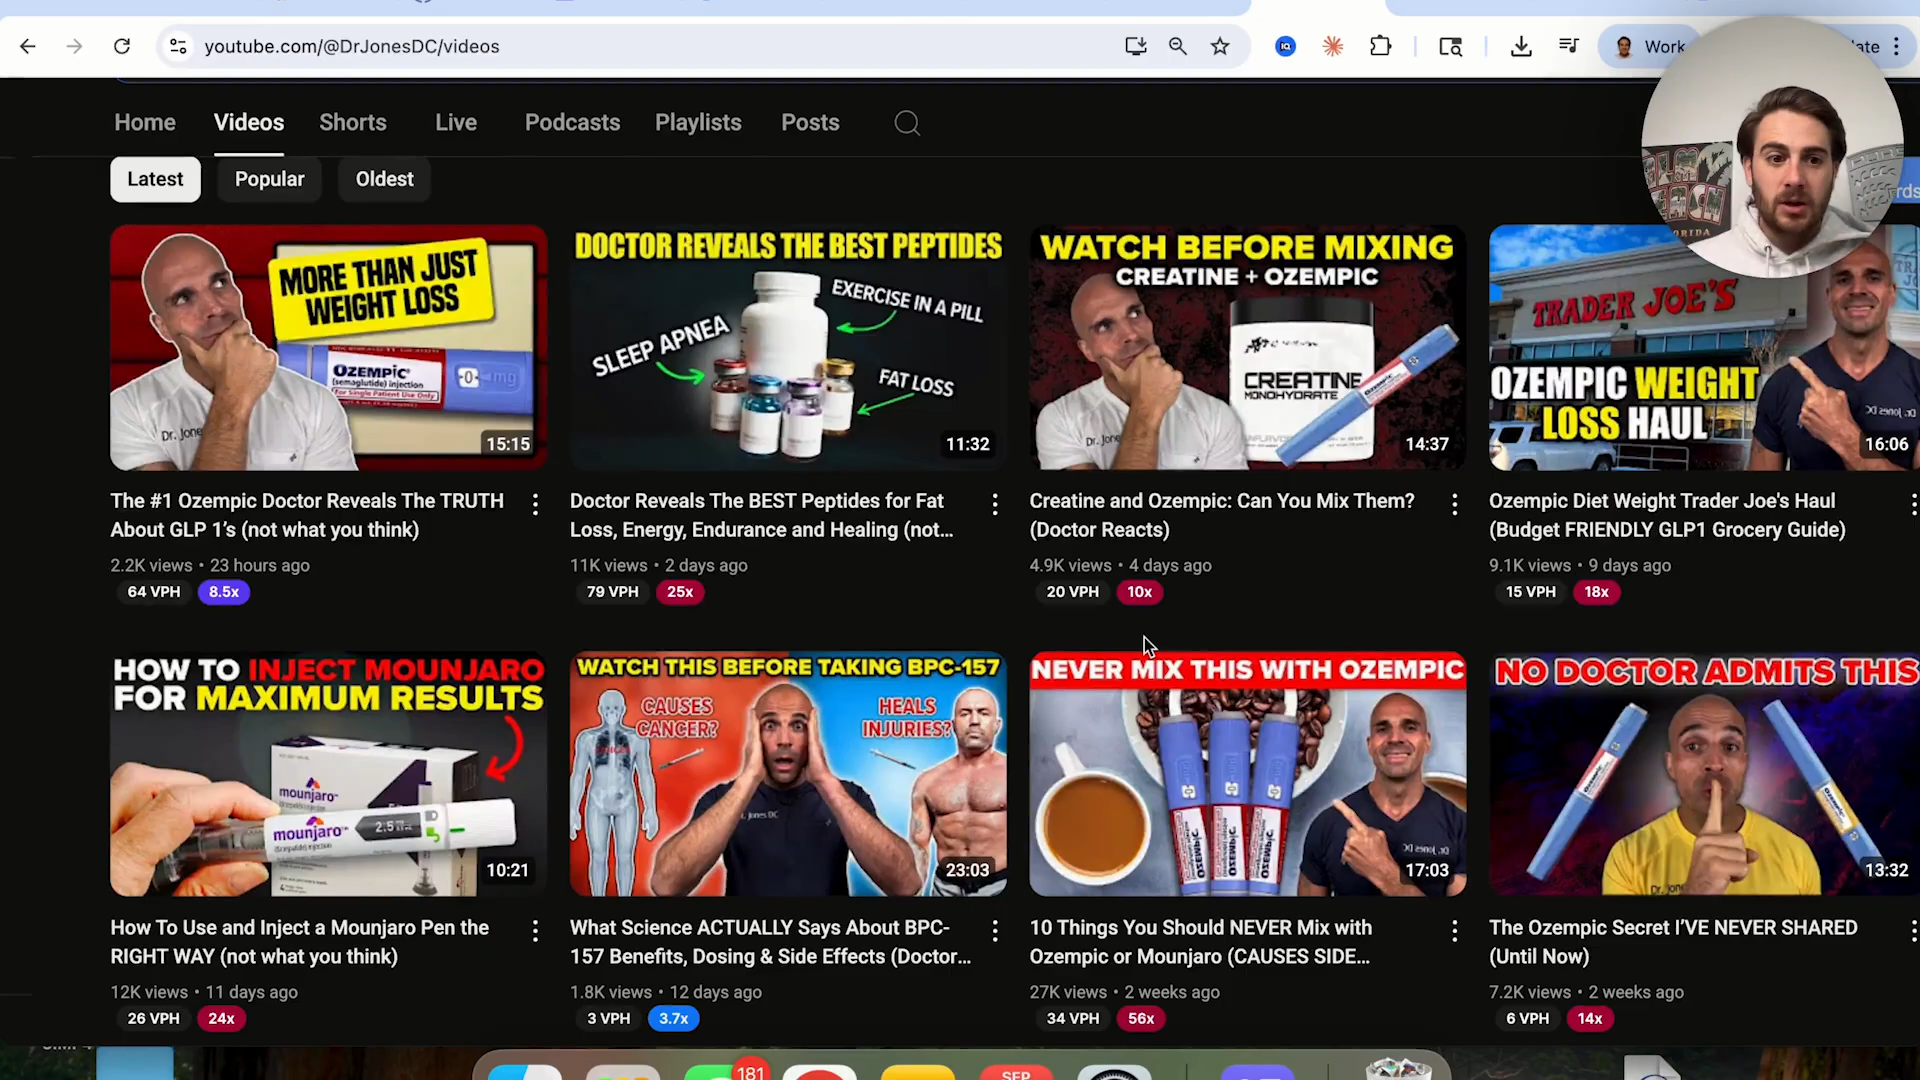 youtube.com/@DrJonesDC/videos
Work
Home
Videos
Shorts
Live
Podcasts
Playlists
Posts
Latest
Popular
Oldest
MORE THAN JUST
WEIGHT LOSS
OZEMPIC
(semaglutide) injection
For Single Patient Use Only
15:15
DOCTOR REVEALS THE BEST PEPTIDES
EXERCISE IN A PILL
SLEEP APNEA
FAT LOSS
11:32
WATCH BEFORE MIXING
CREATINE + OZEMPIC
CREATINE
MONOHYDRATE
14:37
TRADER JOE'S
OZEMPIC WEIGHT
LOSS HAUL
16:06
The #1 Ozempic Doctor Reveals The TRUTH
About GLP 1's (not what you think)
2.2K views • 23 hours ago
64 VPH
8.5x
Doctor Reveals The BEST Peptides for Fat
Loss, Energy, Endurance and Healing (not...
11K views • 2 days ago
79 VPH
25x
Creatine and Ozempic: Can You Mix Them?
(Doctor Reacts)
4.9K views • 4 days ago
20 VPH
10x
Ozempic Diet Weight Trader Joe's Haul
(Budget FRIENDLY GLP1 Grocery Guide)
9.1K views • 9 days ago
15 VPH
18x
HOW TO INJECT MOUNJARO
FOR MAXIMUM RESULTS
mounjaro
mounjaro
2.5
10:21
WATCH THIS BEFORE TAKING BPC-157
CAUSES
CANCER?
HEALS
INJURIES?
23:03
NEVER MIX THIS WITH OZEMPIC
OZEMPIC
OZEMPIC
OZEMPIC
17:03
NO DOCTOR ADMITS THIS
13:32
How To Use and Inject a Mounjaro Pen the
RIGHT WAY (not what you think)
12K views • 11 days ago
26 VPH
24x
What Science ACTUALLY Says About BPC-
157 Benefits, Dosing & Side Effects (Doctor...
1.8K views • 12 days ago
3 VPH
3.7x
10 Things You Should NEVER Mix with
Ozempic or Mounjaro (CAUSES SIDE...
27K views • 2 weeks ago
34 VPH
56x
The Ozempic Secret I'VE NEVER SHARED
(Until Now)
7.2K views • 2 weeks ago
6 VPH
14x
181
SEP